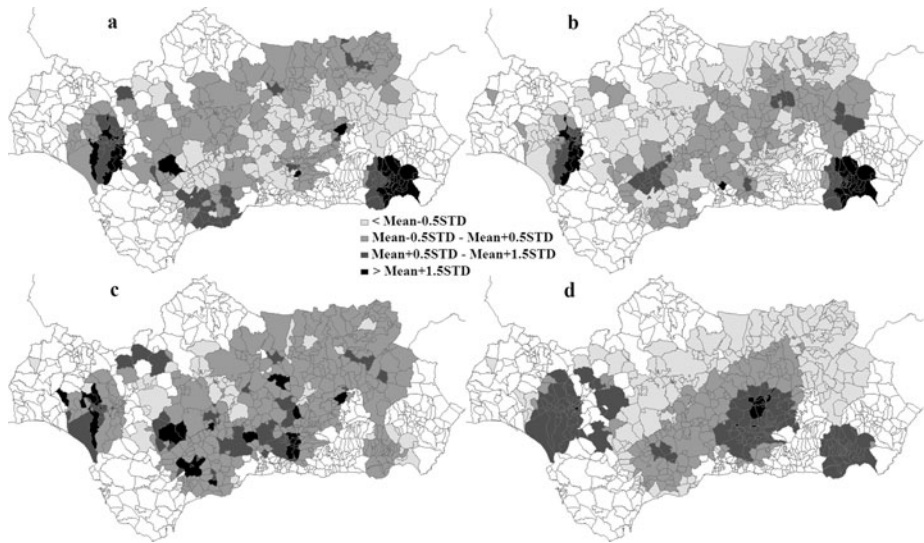 a
b
< Mean-0.5STD
Mean-0.5STD - Mean+0.5STD
Mean+0.5STD - Mean+1.5STD
> Mean+1.5STD
c
d